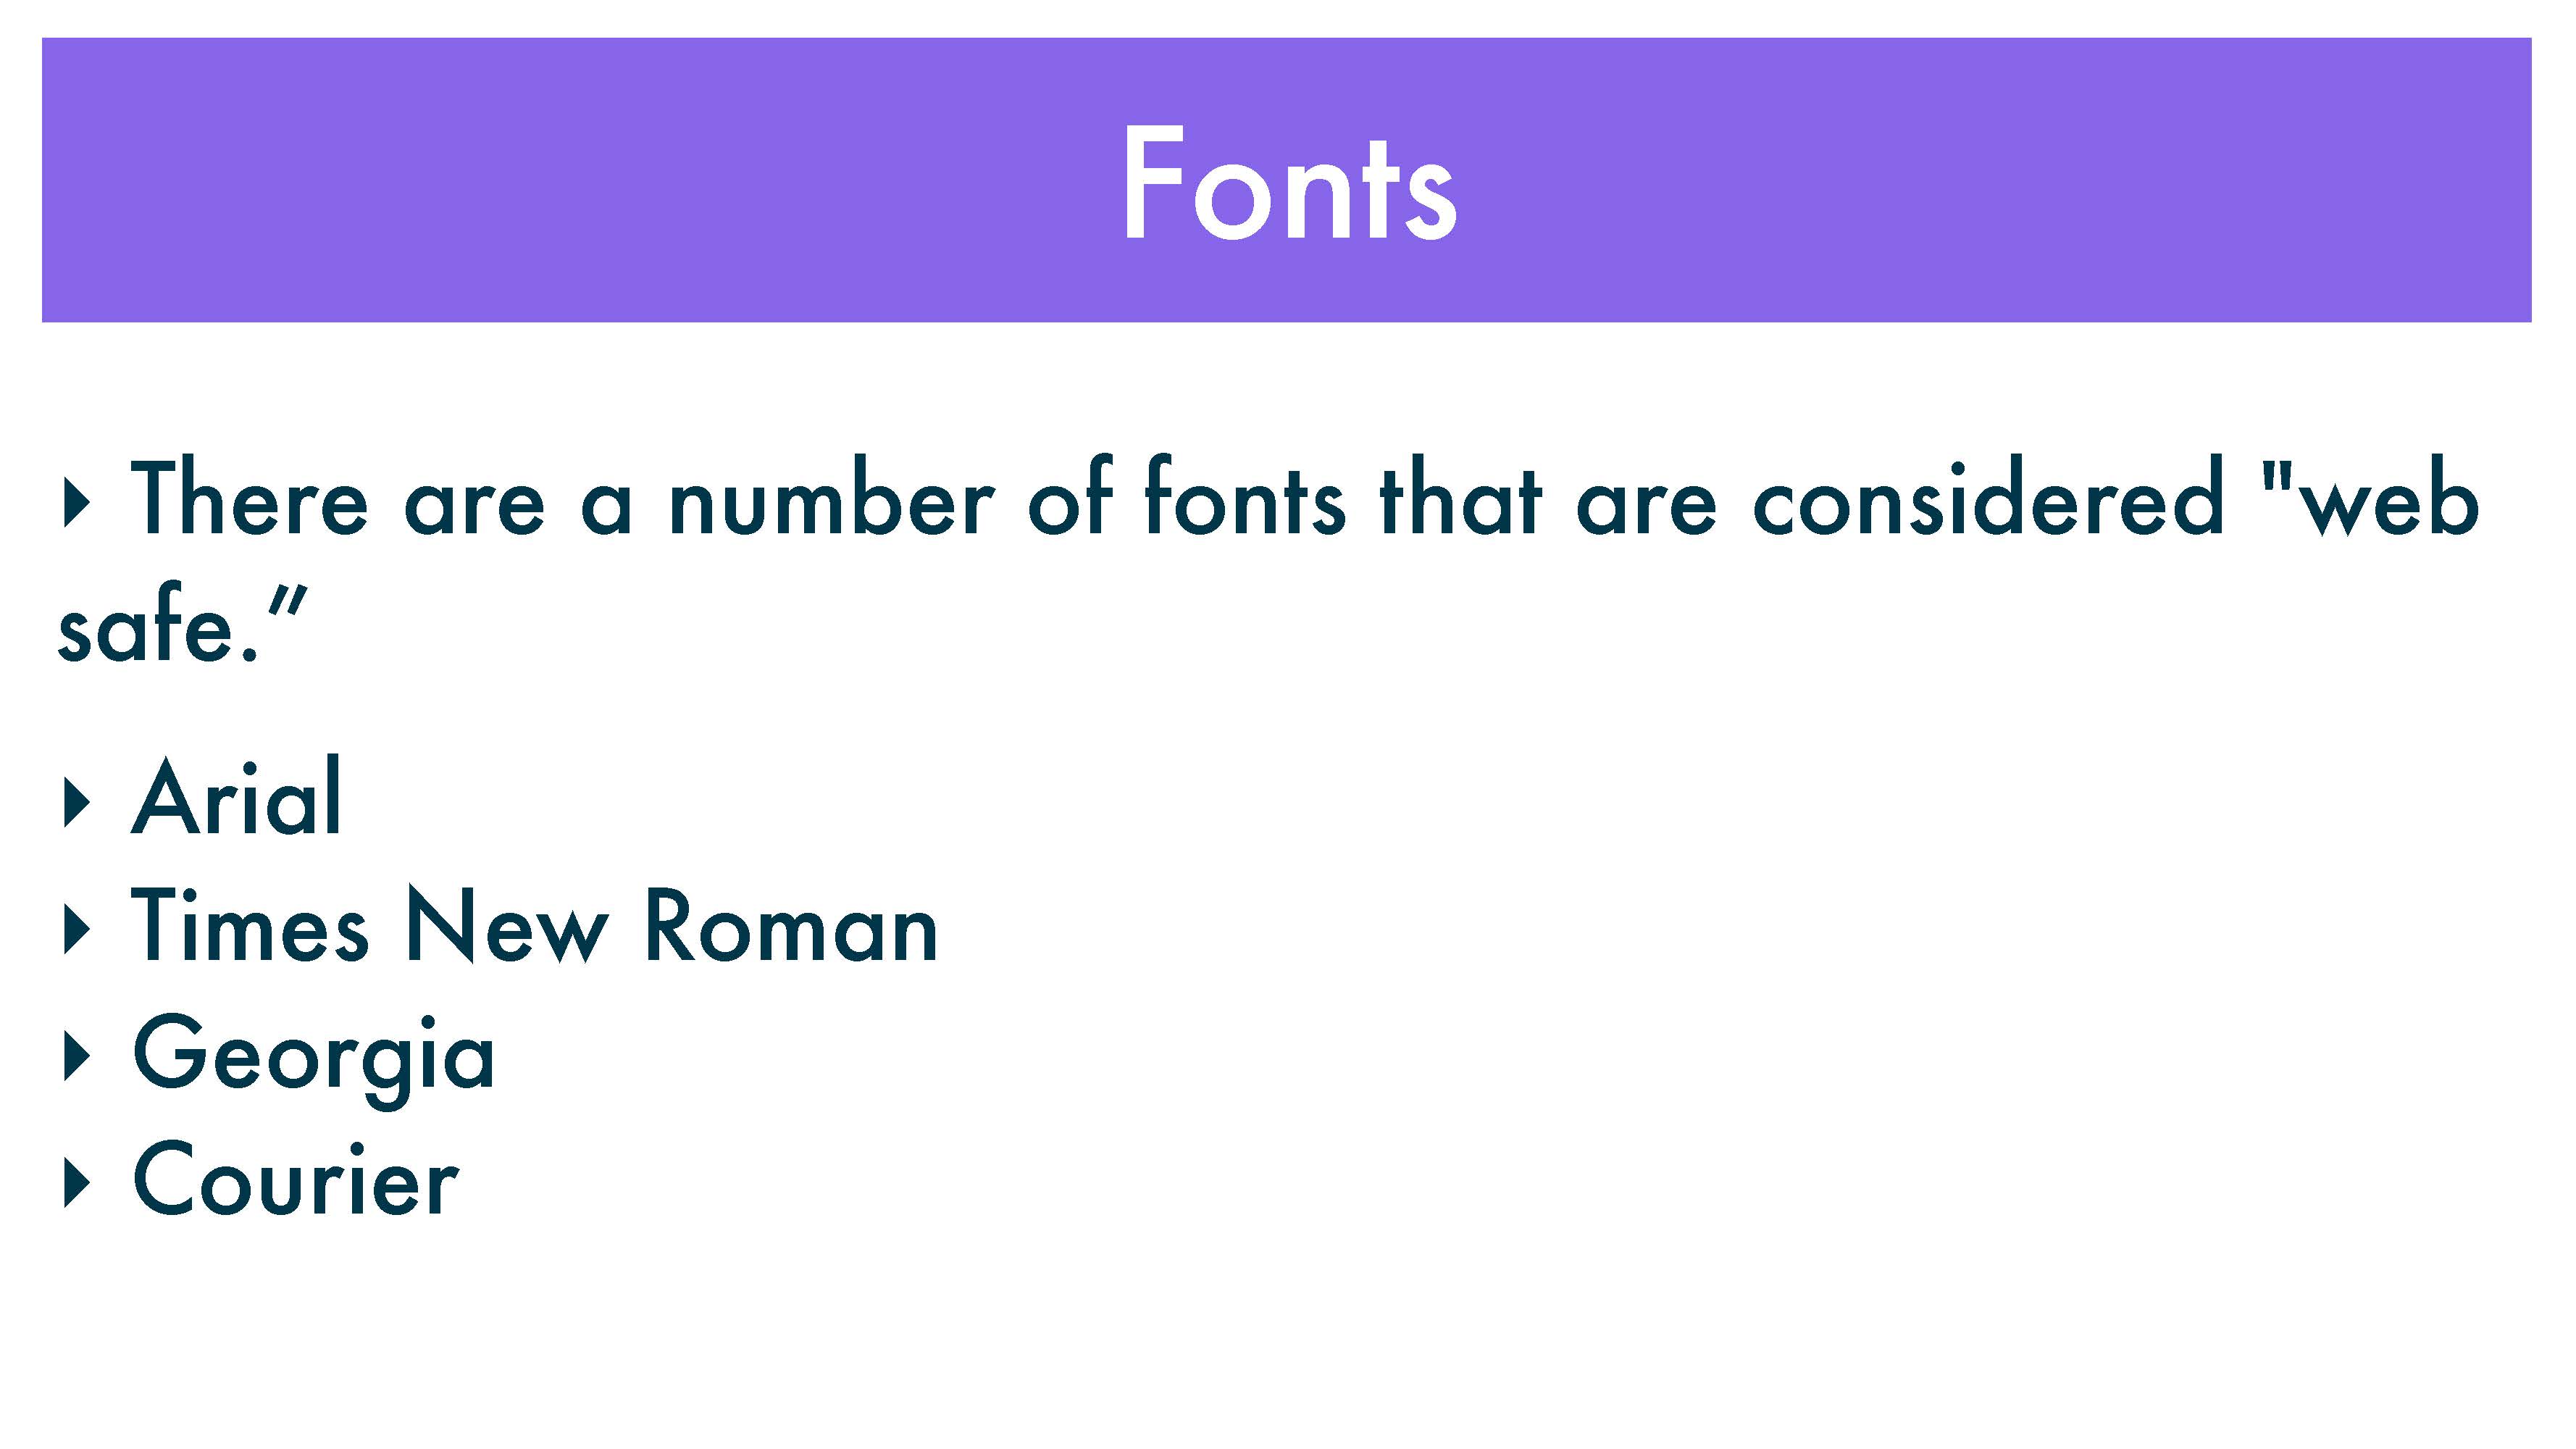 Fonts
‣ There are a number of fonts that are considered "web
safe.”
‣ Arial
‣ Times New Roman
‣ Georgia
‣ Courier